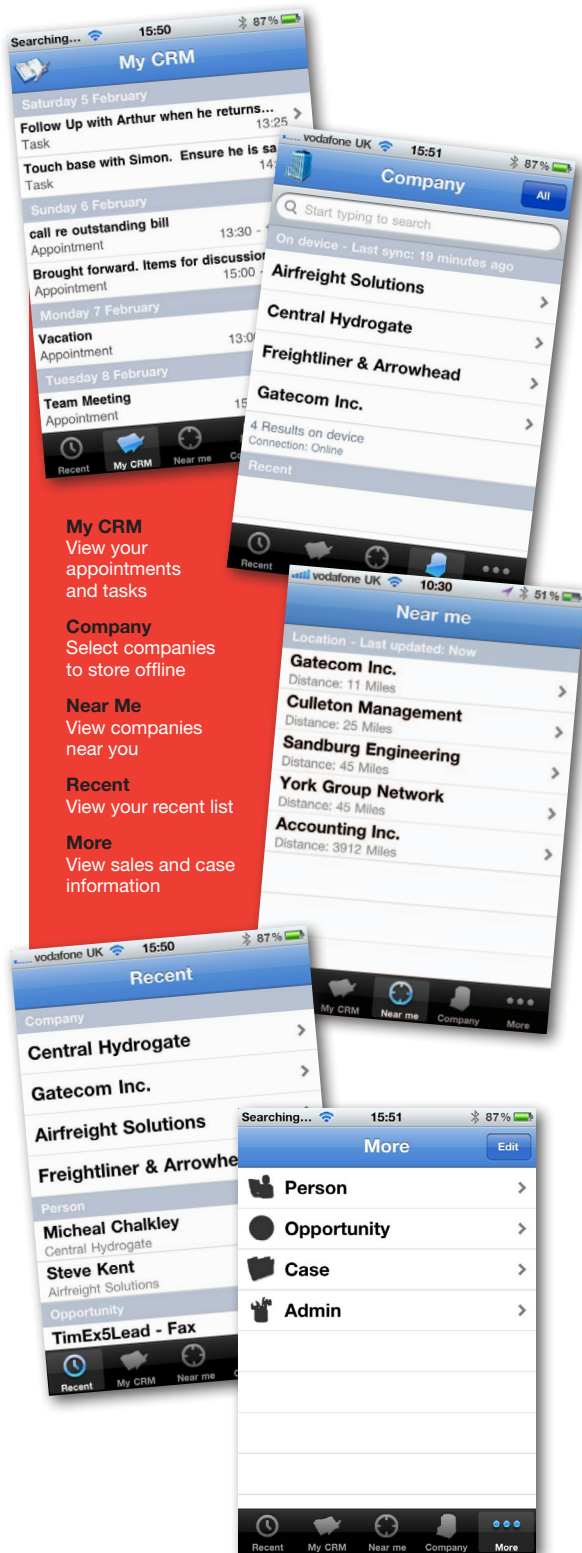 Searching... 15:50 87%
My CRM
Saturday 5 February
Follow Up with Arthur when he returns...
Task 13:25
Touch base with Simon. Ensure he is
Task
Sunday 6 February
call re outstanding bill
Appointment 13:30 -
Brought forward. Items for discussion
Appointment 15:00 -
Monday 7 February
Vacation
Appointment
Tuesday 8 February
Team Meeting
Appointment
Recent My CRM Near me
vodafone UK 15:51 87%
Company All
Start typing to search
On device - Last sync: 19 minutes ago
Airfreight Solutions
Central Hydrogate
Freightliner & Arrowhead
Gatecom Inc.
4 Results on device
Connection: Online
Recent
Recent
My CRM
View your
appointments
and tasks
Company
Select companies
to store offline
Near Me
View companies
near you
Recent
View your recent list
More
View sales and case
information
vodafone UK 10:30 51%
Near me
Location - Last updated: Now
Gatecom Inc.
Distance: 11 Miles
Culleton Management
Distance: 25 Miles
Sandburg Engineering
Distance: 45 Miles
York Group Network
Distance: 45 Miles
Accounting Inc.
Distance: 3912 Miles
My CRM Near me Company More
vodafone UK 15:50 87%
Recent
Company
Central Hydrogate
Gatecom Inc.
Airfreight Solutions
Freightliner & Arrowhe
Person
Micheal Chalkley
Central Hydrogate
Steve Kent
Airfreight Solutions
Opportunity
TimEx5Lead - Fax
Recent My CRM Near me
Searching... 15:51 87%
More Edit
Person
Opportunity
Case
Admin
Recent My CRM Near me Company More